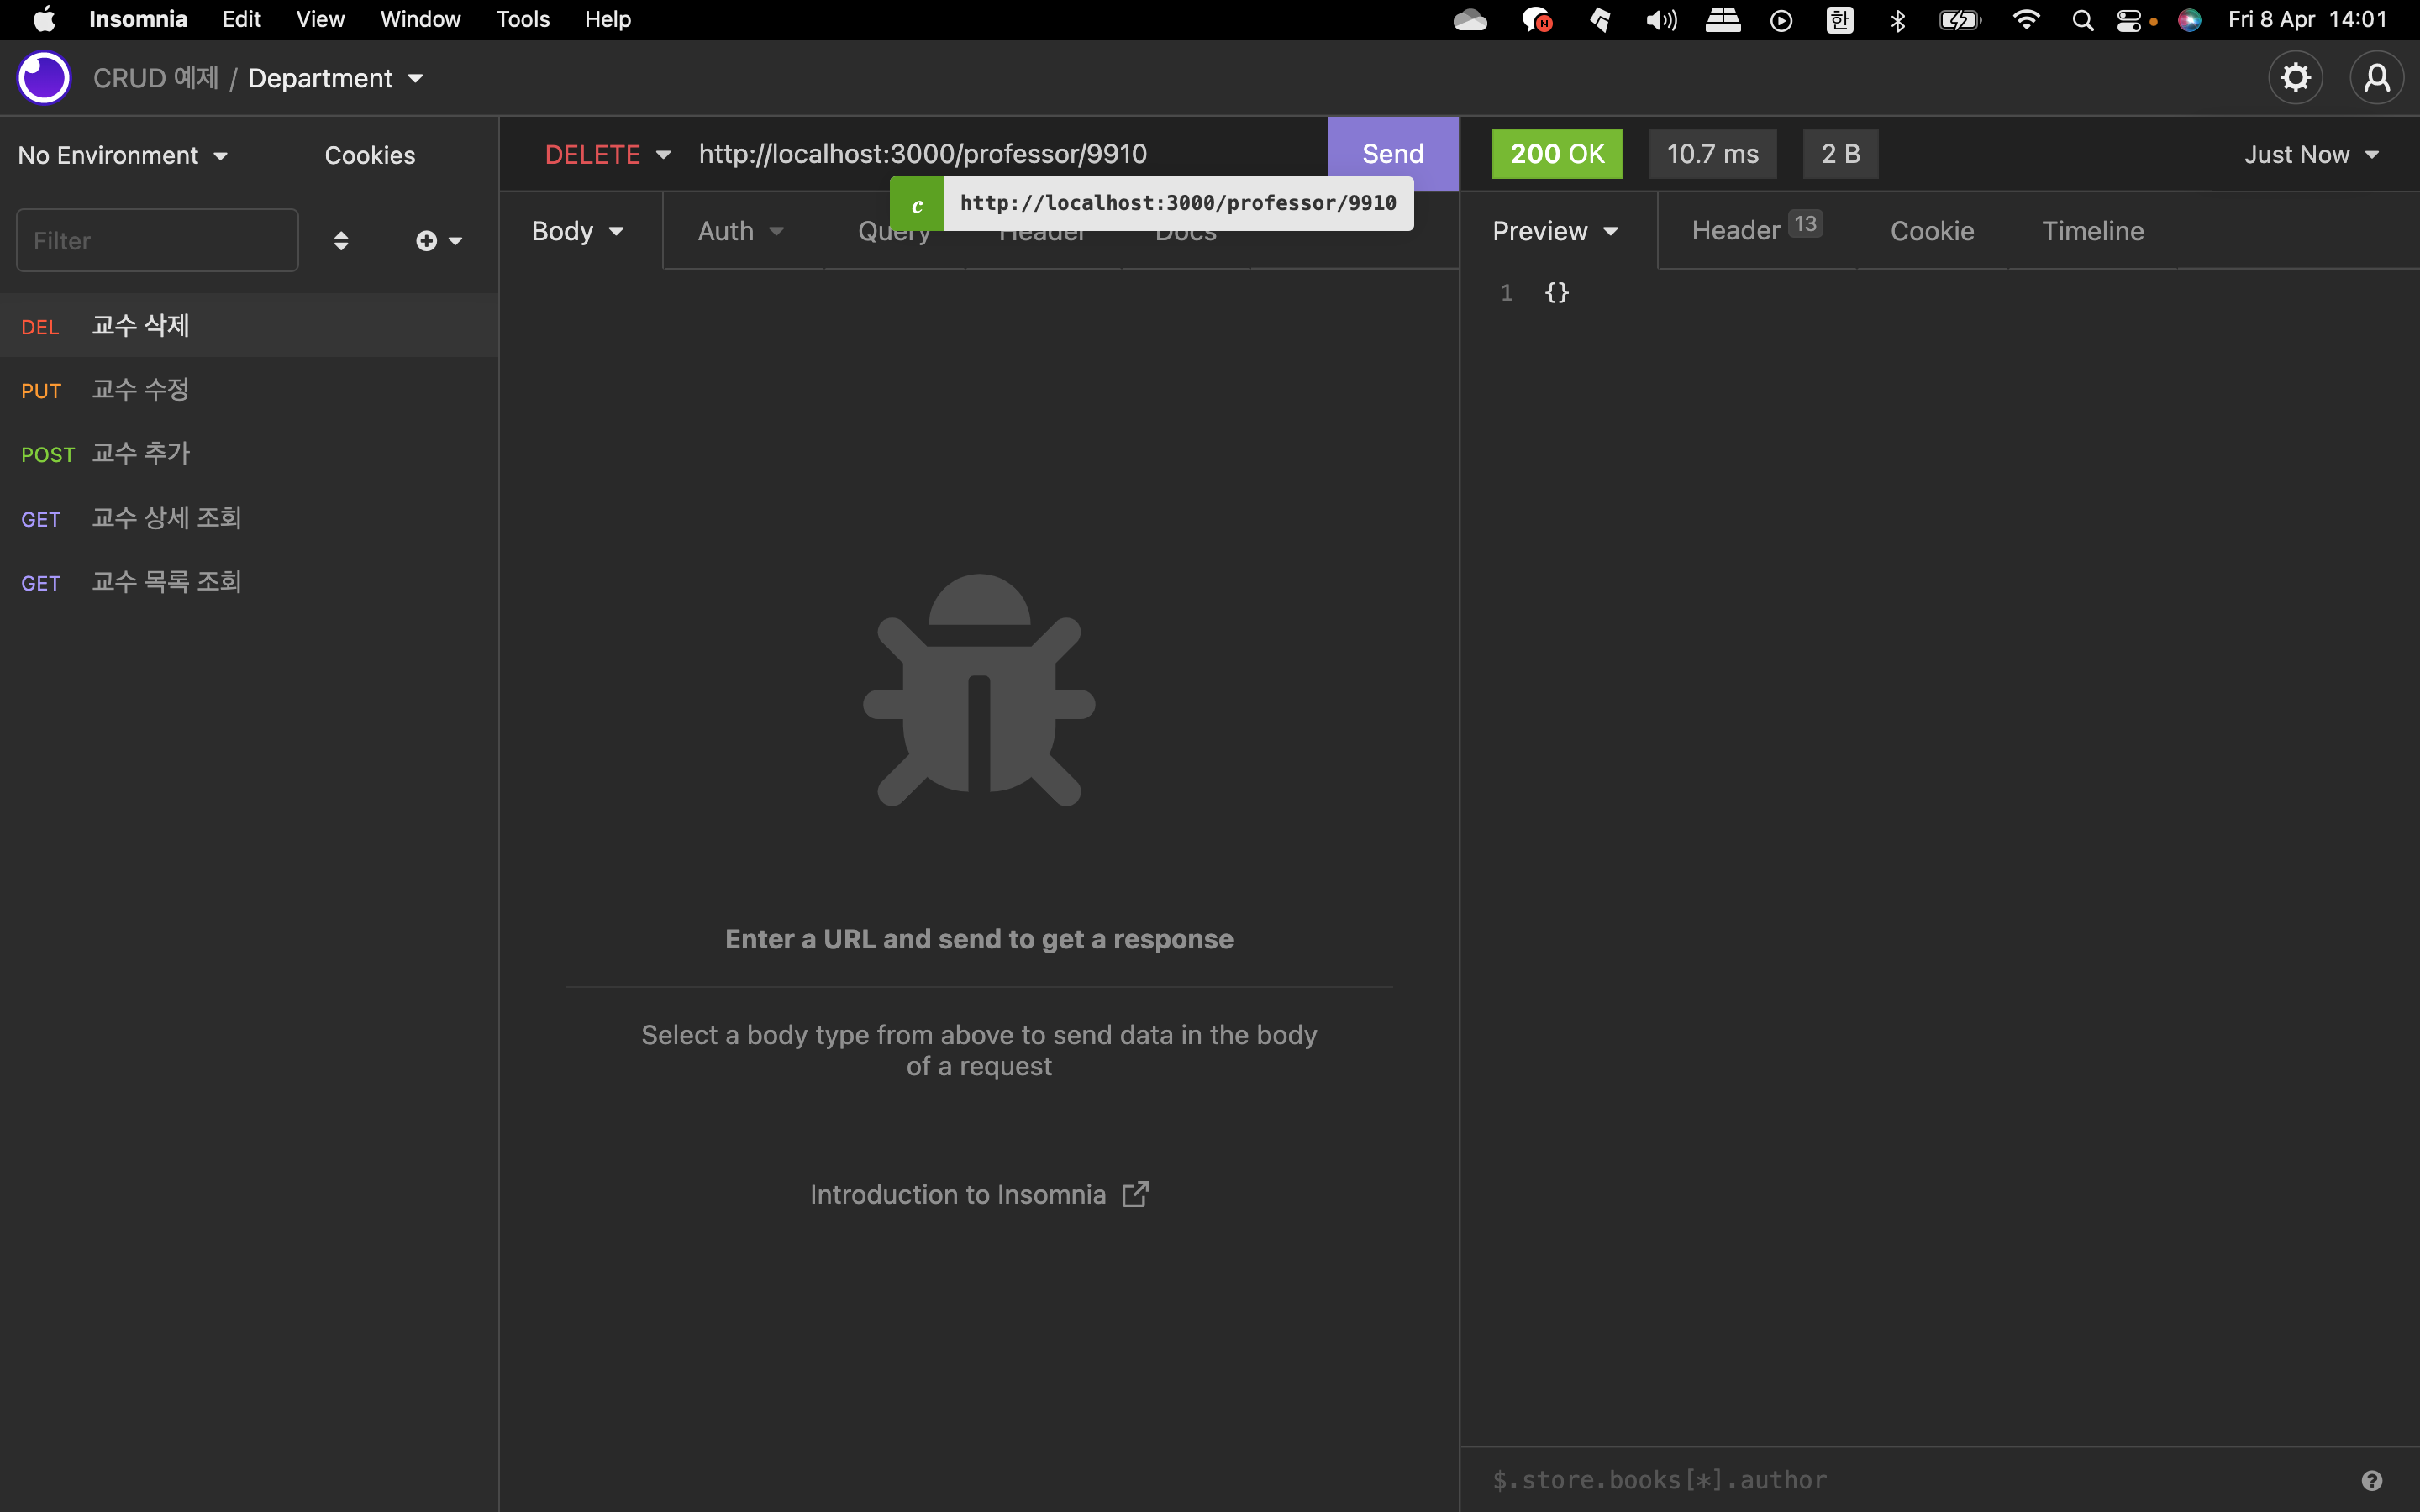 Insomnia Edit View Window Tools Help 한 Fri 8 Apr 14:01
CRUD 예제 / Department
No Environment Cookies
DELETE http://localhost:3000/professor/9910 Send
200 OK 10.7 ms 2 B Just Now
c http://localhost:3000/professor/9910
Filter
Body Auth Query Header Docs
Preview Header 13 Cookie Timeline
1 {}
DEL 교수 삭제
PUT 교수 수정
POST 교수 추가
GET 교수 상세 조회
GET 교수 목록 조회
Enter a URL and send to get a response
Select a body type from above to send data in the body
of a request
Introduction to Insomnia
$.store.books[*].author